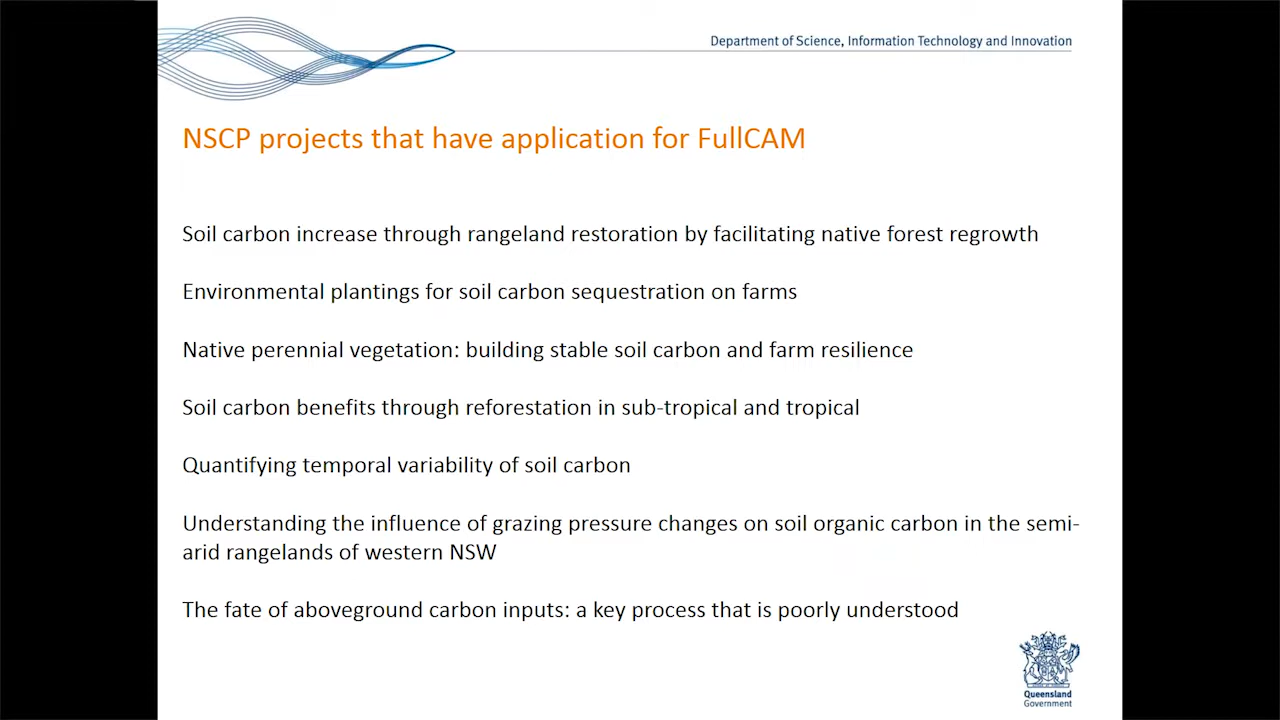 Department of Science, Information Technology and Innovation
NSCP projects that have application for FullCAM
Soil carbon increase through rangeland restoration by facilitating native forest regrowth
Environmental plantings for soil carbon sequestration on farms
Native perennial vegetation: building stable soil carbon and farm resilience
Soil carbon benefits through reforestation in sub-tropical and tropical
Quantifying temporal variability of soil carbon
Understanding the influence of grazing pressure changes on soil organic carbon in the semi-
arid rangelands of western NSW
The fate of aboveground carbon inputs: a key process that is poorly understood
Queensland
Government